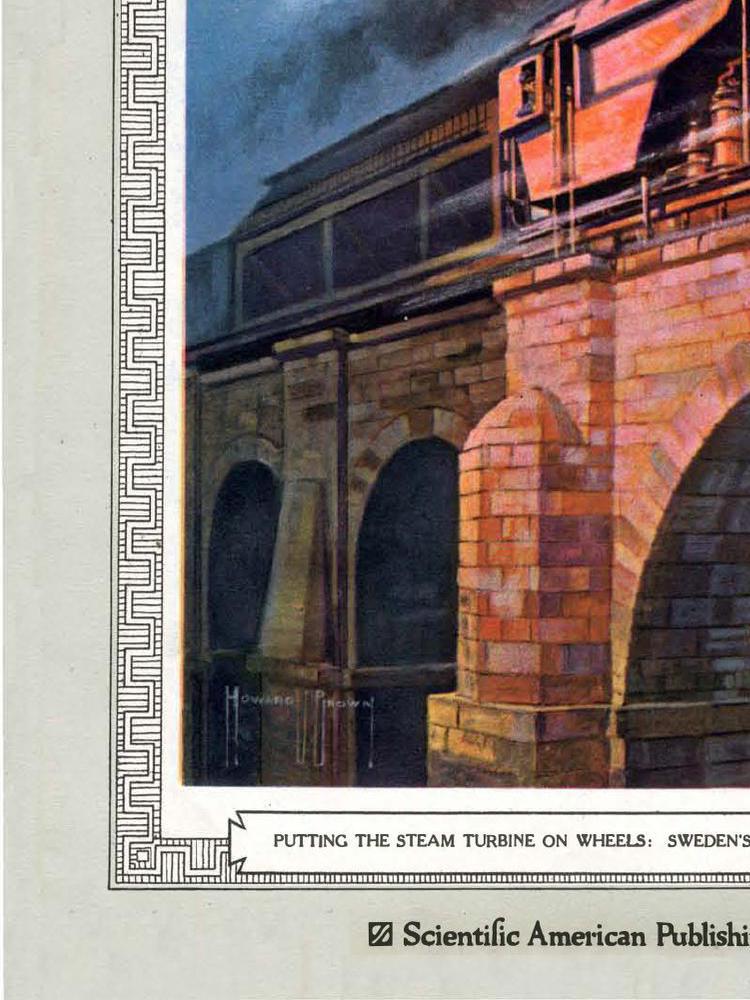 HOWARD BROWN
PUTTING THE STEAM TURBINE ON WHEELS: SWEDEN'S
Scientific American Publishi